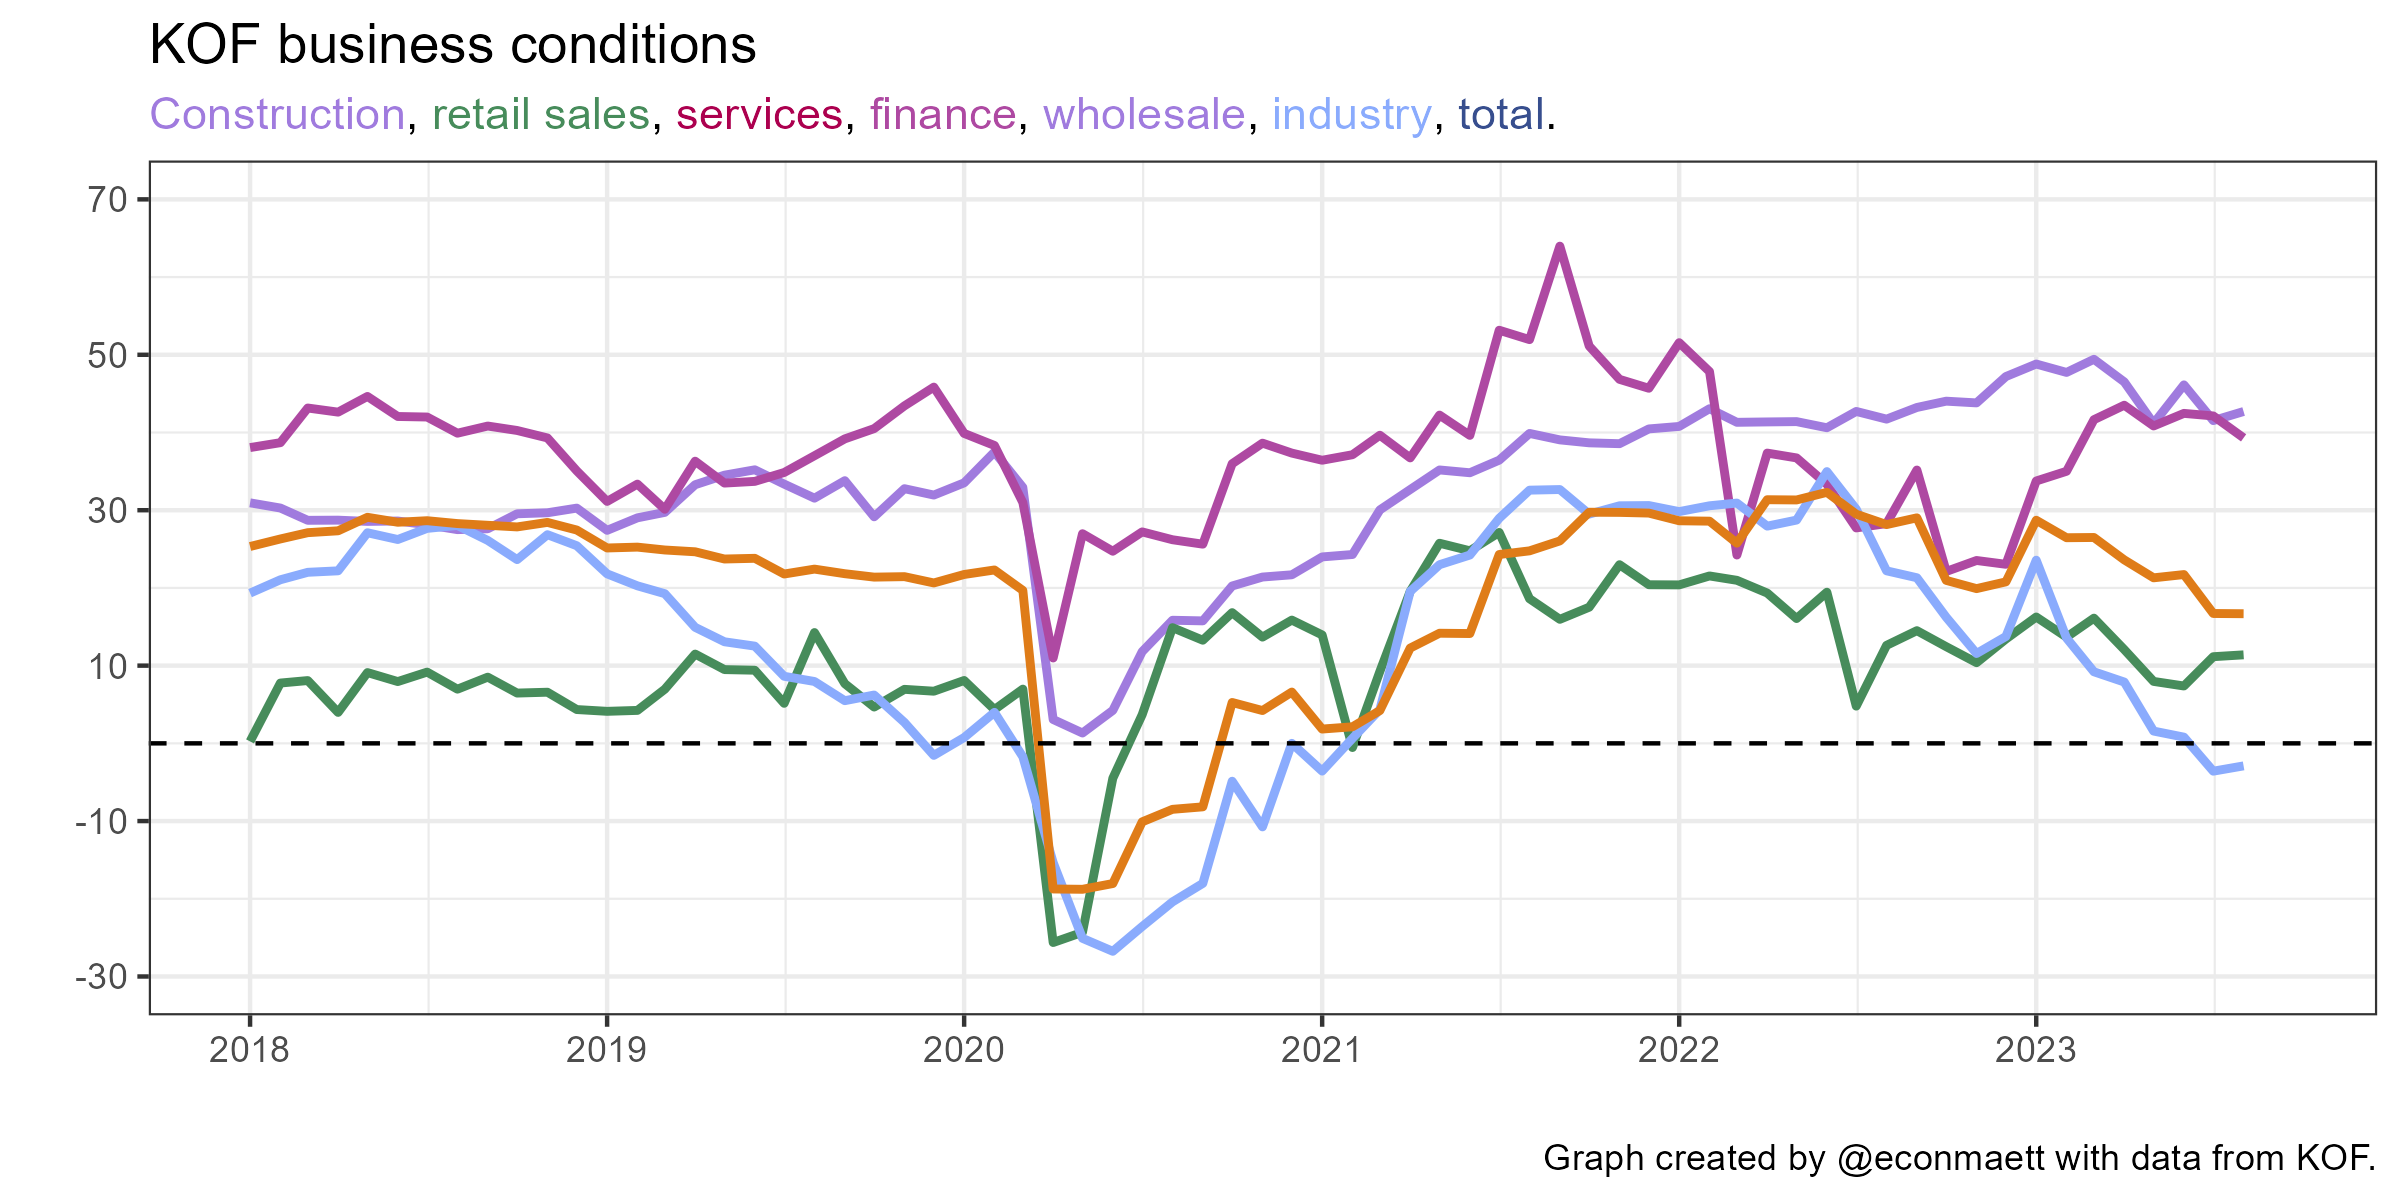 KOF business conditions
Construction, retail sales, services, finance, wholesale, industry, total.
70
50
30
10
-10
-30
2018 2019 2020 2021 2022 2023
Graph created by @econmaett with data from KOF.